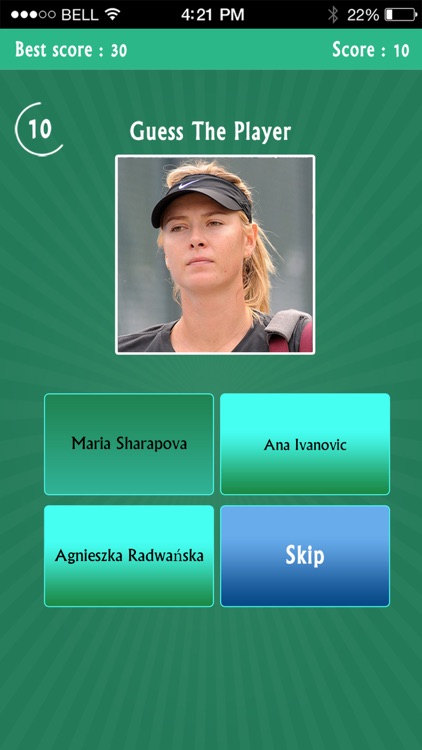 BELL 4:21 PM 22%
Best score : 30 Score : 10
10 Guess The Player
Maria Sharapova Ana Ivanovic
Agnieszka Radwańska Skip